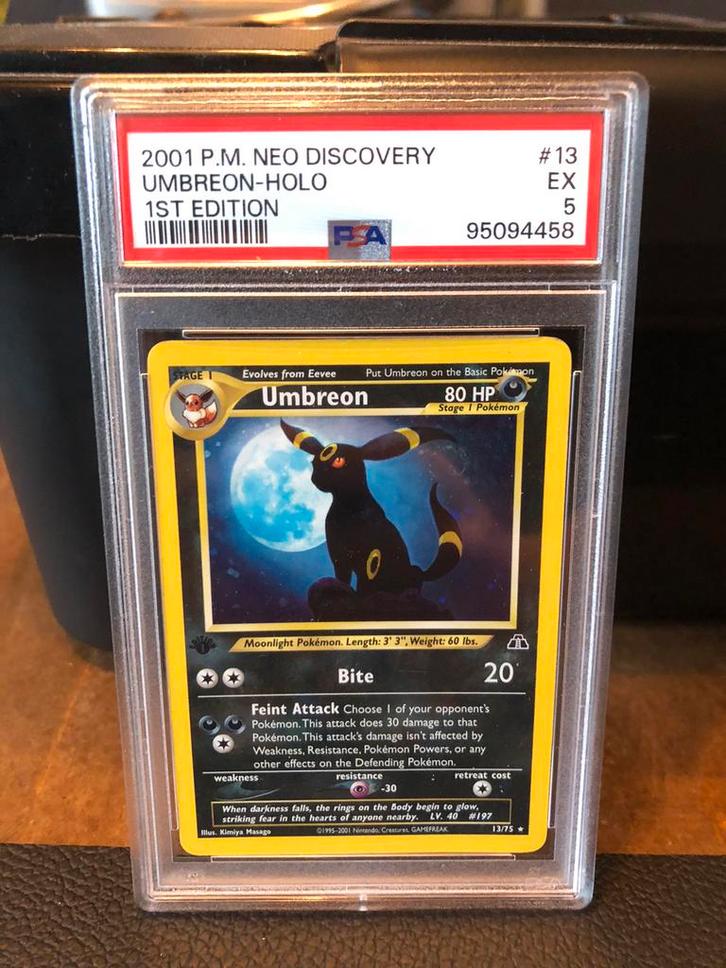 2001 P.M. NEO DISCOVERY #13
UMBREON-HOLO EX
1ST EDITION 5
PSA 95094458
STAGE 1 Evolves from Eevee Put Umbreon on the Basic Pokémon
Umbreon 80 HP
Stage 1 Pokémon
Moonlight Pokémon. Length: 3' 3", Weight: 60 lbs.
Bite 20
Feint Attack Choose 1 of your opponent's
Pokémon. This attack does 30 damage to that
Pokémon. This attack's damage isn't affected by
Weakness, Resistance, Pokémon Powers, or any
other effects on the Defending Pokémon.
weakness resistance retreat cost
-30
When darkness falls, the rings on the Body begin to glow,
striking fear in the hearts of anyone nearby. LV. 40 #197
Illus. Kimiya Masago ©1995-2001 Nintendo, Creatures, GAMEFREAK. 13/75 ★